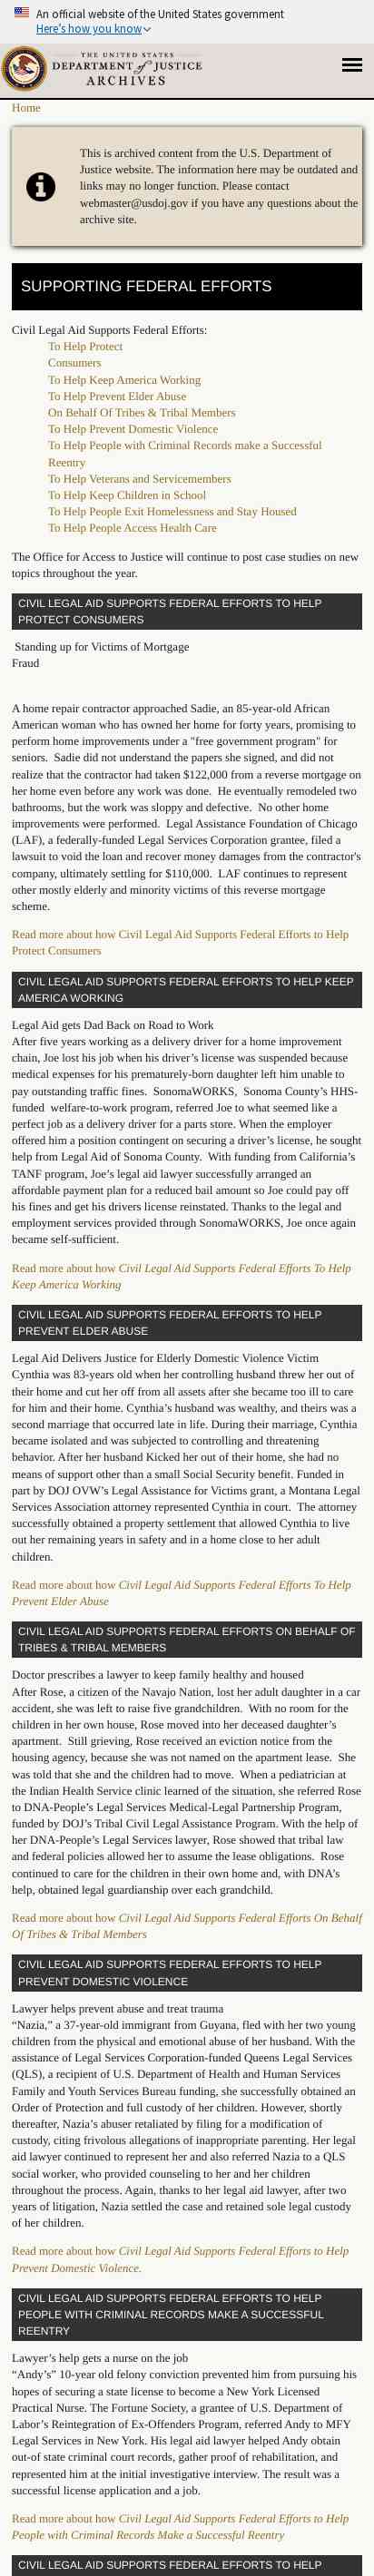 An official website of the United States government
Here's how you know
THE UNITED STATES
DEPARTMENT of JUSTICE
ARCHIVES
Home
This is archived content from the U.S. Department of
Justice website. The information here may be outdated and
links may no longer function. Please contact
webmaster@usdoj.gov if you have any questions about the
archive site.
SUPPORTING FEDERAL EFFORTS
Civil Legal Aid Supports Federal Efforts:
To Help Protect
Consumers
To Help Keep America Working
To Help Prevent Elder Abuse
On Behalf Of Tribes & Tribal Members
To Help Prevent Domestic Violence
To Help People with Criminal Records make a Successful
Reentry
To Help Veterans and Servicemembers
To Help Keep Children in School
To Help People Exit Homelessness and Stay Housed
To Help People Access Health Care
The Office for Access to Justice will continue to post case studies on new
topics throughout the year.
CIVIL LEGAL AID SUPPORTS FEDERAL EFFORTS TO HELP
PROTECT CONSUMERS
Standing up for Victims of Mortgage
Fraud
A home repair contractor approached Sadie, an 85-year-old African
American woman who has owned her home for forty years, promising to
perform home improvements under a "free government program" for
seniors.  Sadie did not understand the papers she signed, and did not
realize that the contractor had taken $122,000 from a reverse mortgage on
her home even before any work was done.  He eventually remodeled two
bathrooms, but the work was sloppy and defective.  No other home
improvements were performed.  Legal Assistance Foundation of Chicago
(LAF), a federally-funded Legal Services Corporation grantee, filed a
lawsuit to void the loan and recover money damages from the contractor's
company, ultimately settling for $110,000.  LAF continues to represent
other mostly elderly and minority victims of this reverse mortgage
scheme.
Read more about how Civil Legal Aid Supports Federal Efforts to Help
Protect Consumers
CIVIL LEGAL AID SUPPORTS FEDERAL EFFORTS TO HELP KEEP
AMERICA WORKING
Legal Aid gets Dad Back on Road to Work
After five years working as a delivery driver for a home improvement
chain, Joe lost his job when his driver's license was suspended because
medical expenses for his prematurely-born daughter left him unable to
pay outstanding traffic fines.  SonomaWORKS,  Sonoma County's HHS-
funded  welfare-to-work program, referred Joe to what seemed like a
perfect job as a delivery driver for a parts store. When the employer
offered him a position contingent on securing a driver's license, he sought
help from Legal Aid of Sonoma County.  With funding from California's
TANF program, Joe's legal aid lawyer successfully arranged an
affordable payment plan for a reduced bail amount so Joe could pay off
his fines and get his drivers license reinstated. Thanks to the legal and
employment services provided through SonomaWORKS, Joe once again
became self-sufficient.
Read more about how Civil Legal Aid Supports Federal Efforts To Help
Keep America Working
CIVIL LEGAL AID SUPPORTS FEDERAL EFFORTS TO HELP
PREVENT ELDER ABUSE
Legal Aid Delivers Justice for Elderly Domestic Violence Victim
Cynthia was 83-years old when her controlling husband threw her out of
their home and cut her off from all assets after she became too ill to care
for him and their home. Cynthia's husband was wealthy, and theirs was a
second marriage that occurred late in life. During their marriage, Cynthia
became isolated and was subjected to controlling and threatening
behavior. After her husband Kicked her out of their home, she had no
means of support other than a small Social Security benefit. Funded in
part by DOJ OVW's Legal Assistance for Victims grant, a Montana Legal
Services Association attorney represented Cynthia in court.  The attorney
successfully obtained a property settlement that allowed Cynthia to live
out her remaining years in safety and in a home close to her adult
children.
Read more about how Civil Legal Aid Supports Federal Efforts To Help
Prevent Elder Abuse
CIVIL LEGAL AID SUPPORTS FEDERAL EFFORTS ON BEHALF OF
TRIBES & TRIBAL MEMBERS
Doctor prescribes a lawyer to keep family healthy and housed
After Rose, a citizen of the Navajo Nation, lost her adult daughter in a car
accident, she was left to raise five grandchildren.  With no room for the
children in her own house, Rose moved into her deceased daughter's
apartment.  Still grieving, Rose received an eviction notice from the
housing agency, because she was not named on the apartment lease.  She
was told that she and the children had to move.  When a pediatrician at
the Indian Health Service clinic learned of the situation, she referred Rose
to DNA-People's Legal Services Medical-Legal Partnership Program,
funded by DOJ's Tribal Civil Legal Assistance Program. With the help of
her DNA-People's Legal Services lawyer, Rose showed that tribal law
and federal policies allowed her to assume the lease obligations.  Rose
continued to care for the children in their own home and, with DNA's
help, obtained legal guardianship over each grandchild.
Read more about how Civil Legal Aid Supports Federal Efforts On Behalf
Of Tribes & Tribal Members
CIVIL LEGAL AID SUPPORTS FEDERAL EFFORTS TO HELP
PREVENT DOMESTIC VIOLENCE
Lawyer helps prevent abuse and treat trauma
“Nazia,” a 37-year-old immigrant from Guyana, fled with her two young
children from the physical and emotional abuse of her husband. With the
assistance of Legal Services Corporation-funded Queens Legal Services
(QLS), a recipient of U.S. Department of Health and Human Services
Family and Youth Services Bureau funding, she successfully obtained an
Order of Protection and full custody of her children. However, shortly
thereafter, Nazia's abuser retaliated by filing for a modification of
custody, citing frivolous allegations of inappropriate parenting. Her legal
aid lawyer continued to represent her and also referred Nazia to a QLS
social worker, who provided counseling to her and her children
throughout the process. Again, thanks to her legal aid lawyer, after two
years of litigation, Nazia settled the case and retained sole legal custody
of her children.
Read more about how Civil Legal Aid Supports Federal Efforts to Help
Prevent Domestic Violence.
CIVIL LEGAL AID SUPPORTS FEDERAL EFFORTS TO HELP
PEOPLE WITH CRIMINAL RECORDS MAKE A SUCCESSFUL
REENTRY
Lawyer's help gets a nurse on the job
“Andy's” 10-year old felony conviction prevented him from pursuing his
hopes of securing a state license to become a New York Licensed
Practical Nurse. The Fortune Society, a grantee of U.S. Department of
Labor's Reintegration of Ex-Offenders Program, referred Andy to MFY
Legal Services in New York. His legal aid lawyer helped Andy obtain
out-of state criminal court records, gather proof of rehabilitation, and
represented him at the initial investigative interview. The result was a
successful license application and a job.
Read more about how Civil Legal Aid Supports Federal Efforts to Help
People with Criminal Records Make a Successful Reentry
CIVIL LEGAL AID SUPPORTS FEDERAL EFFORTS TO HELP